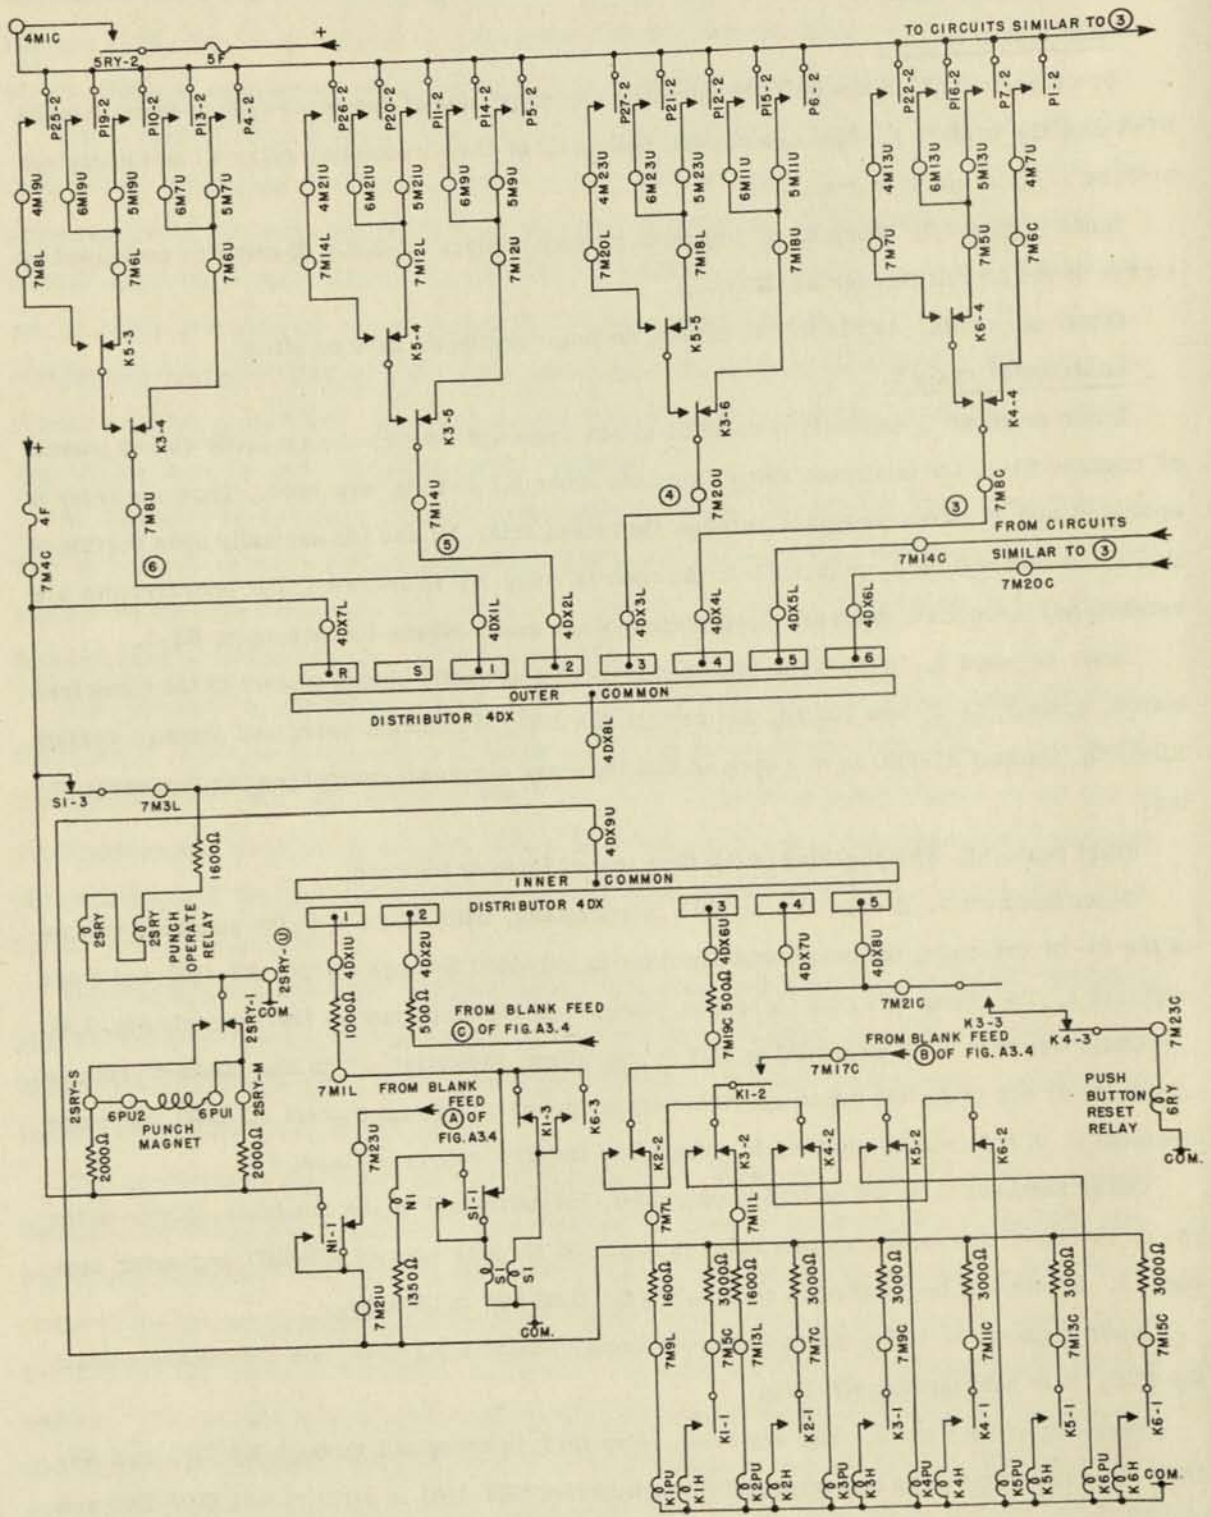 4MIC
5RY-2
5F
+
TO CIRCUITS SIMILAR TO 3
P25-2
P19-2
P10-2
P13-2
P4-2
P26-2
P20-2
P11-2
P14-2
P5-2
P27-2
P21-2
P12-2
P15-2
P6-2
P22-2
P16-2
P7-2
P1-2
4M19U
6M19U
5M19U
6M7U
5M7U
4M21U
6M21U
5M21U
6M9U
5M9U
4M23U
6M23U
5M23U
6M11U
5M11U
4M13U
6M13U
5M13U
4M7U
7M8L
7M6L
7M6U
7M14L
7M12L
7M12U
7M20L
7M18L
7M18U
7M7U
7M5U
7M6C
K5-3
K5-4
K5-5
K6-4
K3-4
K3-5
K3-6
K4-4
+
4F
7M4C
7M8U
6
7M14U
5
4
7M20U
3
7M8C
FROM CIRCUITS
7M14C
SIMILAR TO 3
7M20C
4DX7L
4DX1L
4DX2L
4DX3L
4DX4L
4DX5L
4DX6L
R
S
1
2
3
4
5
6
OUTER COMMON
DISTRIBUTOR 4DX
4DX8L
S1-3
7M3L
4DX9U
1600Ω
INNER COMMON
DISTRIBUTOR 4DX
1
2
3
4
5
2SRY
2SRY
PUNCH
OPERATE
RELAY
2SRY-U
COM.
2SRY-1
4DX1U
4DX2U
4DX6U
4DX7U
4DX8U
1000Ω
500Ω
500Ω
7M21C
FROM BLANK FEED
C OF FIG. A3.4
7M19C
K3-3
K4-3
7M23C
FROM BLANK FEED
B OF FIG. A3.4
7M17C
7M1L
FROM BLANK
FEED
A OF
FIG. A3.4
K1-3
K6-3
K1-2
PUSH
BUTTON
RESET
RELAY
6RY
COM.
2SRY-S
6PU2
6PU1
2SRY-M
PUNCH
MAGNET
2000Ω
2000Ω
7M23U
K2-2
K3-2
K4-2
K5-2
K6-2
N1
S1-1
N1-1
7M7L
7M11L
1350Ω
S1
S1
COM.
7M21U
1600Ω
3000Ω
1600Ω
3000Ω
3000Ω
3000Ω
3000Ω
3000Ω
7M9L
7M5C
7M13L
7M7C
7M9C
7M11C
7M13C
7M15C
K1-1
K2-1
K3-1
K4-1
K5-1
K6-1
K1PU
K1H
K2PU
K2H
K3PU
K3H
K4PU
K4H
K5PU
K5H
K6PU
K6H
COM.